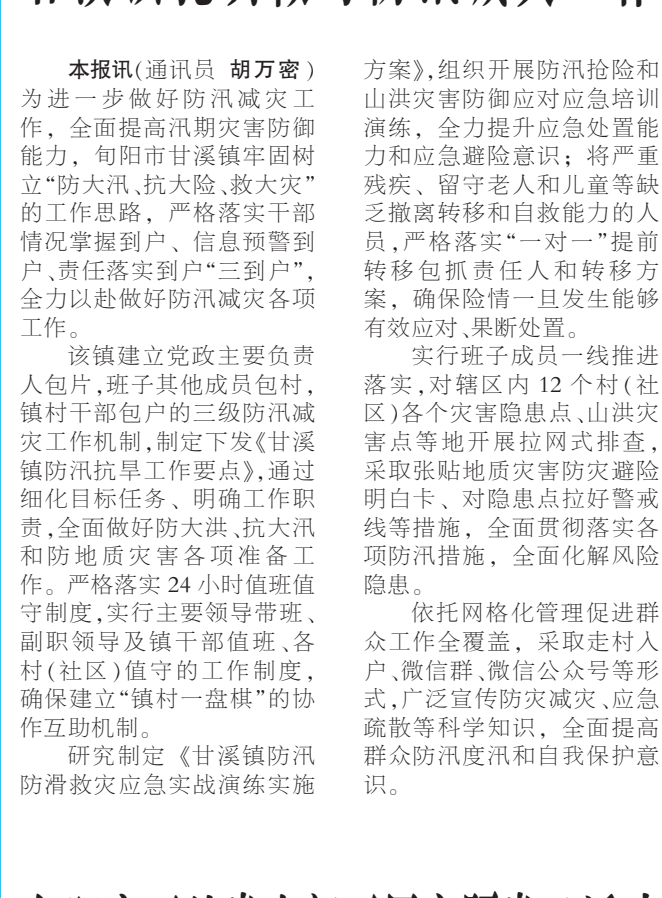 本报讯(通讯员 胡万密)
为进一步做好防汛减灾工
作，全面提高汛期灾害防御
能力，旬阳市甘溪镇牢固树
立“防大汛、抗大险、救大灾”
的工作思路，严格落实干部
情况掌握到户、信息预警到
户、责任落实到户“三到户”，
全力以赴做好防汛减灾各项
工作。
该镇建立党政主要负责
人包片，班子其他成员包村，
镇村干部包户的三级防汛减
灾工作机制，制定下发《甘溪
镇防汛抗旱工作要点》，通过
细化目标任务、明确工作职
责，全面做好防大洪、抗大汛
和防地质灾害各项准备工
作。严格落实 24 小时值班值
守制度，实行主要领导带班、
副职领导及镇干部值班、各
村(社区)值守的工作制度，
确保建立“镇村一盘棋”的协
作互助机制。
研究制定《甘溪镇防汛
防滑救灾应急实战演练实施
方案》，组织开展防汛抢险和
山洪灾害防御应对应急培训
演练，全力提升应急处置能
力和应急避险意识；将严重
残疾、留守老人和儿童等缺
乏撤离转移和自救能力的人
员，严格落实“一对一”提前
转移包抓责任人和转移方
案，确保险情一旦发生能够
有效应对、果断处置。
实行班子成员一线推进
落实，对辖区内 12 个村(社
区)各个灾害隐患点、山洪灾
害点等地开展拉网式排查，
采取张贴地质灾害防灾避险
明白卡、对隐患点拉好警戒
线等措施，全面贯彻落实各
项防汛措施，全面化解风险
隐患。
依托网格化管理促进群
众工作全覆盖，采取走村入
户、微信群、微信公众号等形
式，广泛宣传防灾减灾、应急
疏散等科学知识，全面提高
群众防汛度汛和自我保护意
识。